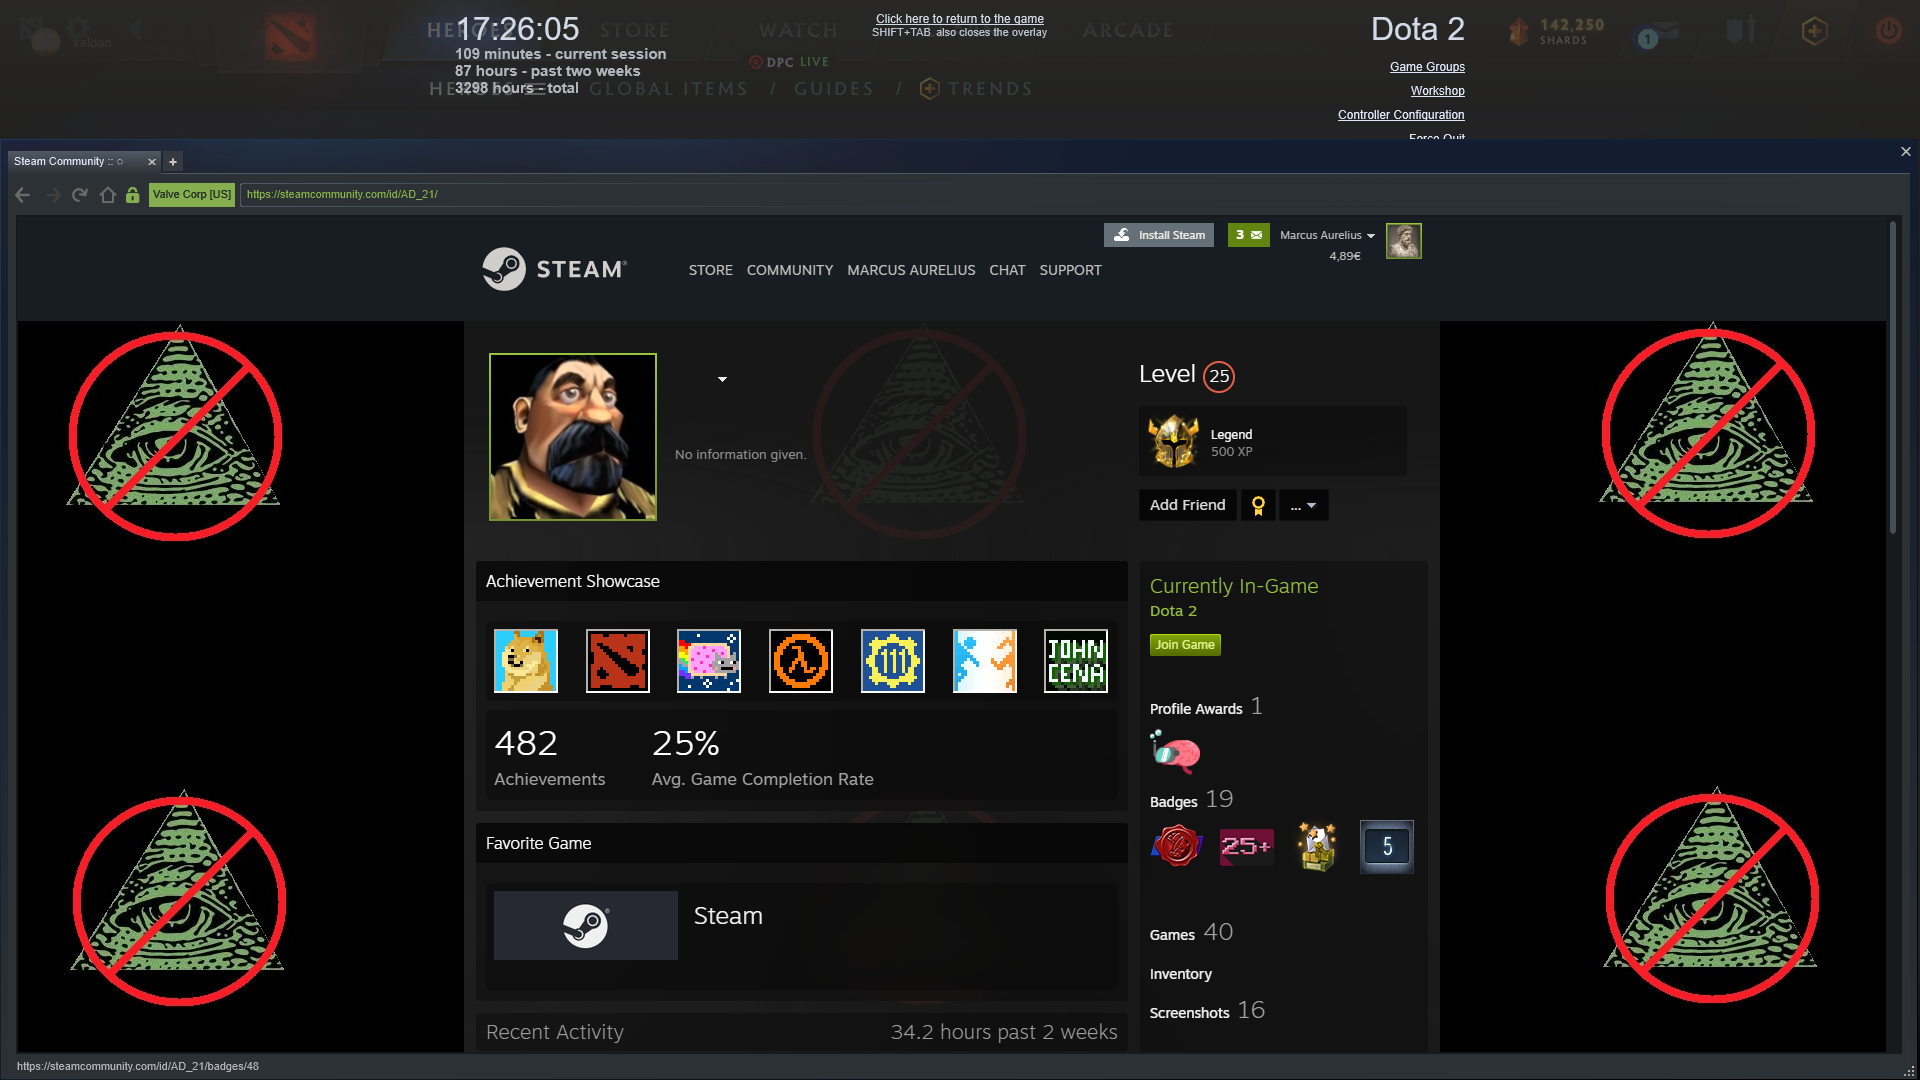 kaloan
HEROES STORE WATCH ARCADE
17:26:05
109 minutes - current session
87 hours - past two weeks
3298 hours - total
Click here to return to the game
SHIFT+TAB also closes the overlay
DPC LIVE
HEROES / GLOBAL ITEMS / GUIDES / TRENDS
Dota 2
Game Groups
Workshop
Controller Configuration
Force Quit
142,250
SHARDS
1
Steam Community :: ○
Valve Corp [US]
https://steamcommunity.com/id/AD_21/
Install Steam
3
Marcus Aurelius
4,89€
STEAM®
STORE COMMUNITY MARCUS AURELIUS CHAT SUPPORT
No information given.
Level 25
Legend
500 XP
Add Friend
...
Achievement Showcase
111
JOHN
CENA
482
Achievements
25%
Avg. Game Completion Rate
Favorite Game
Steam
Recent Activity
34.2 hours past 2 weeks
Currently In-Game
Dota 2
Join Game
Profile Awards 1
Badges 19
25+
5
Games 40
Inventory
Screenshots 16
https://steamcommunity.com/id/AD_21/badges/48